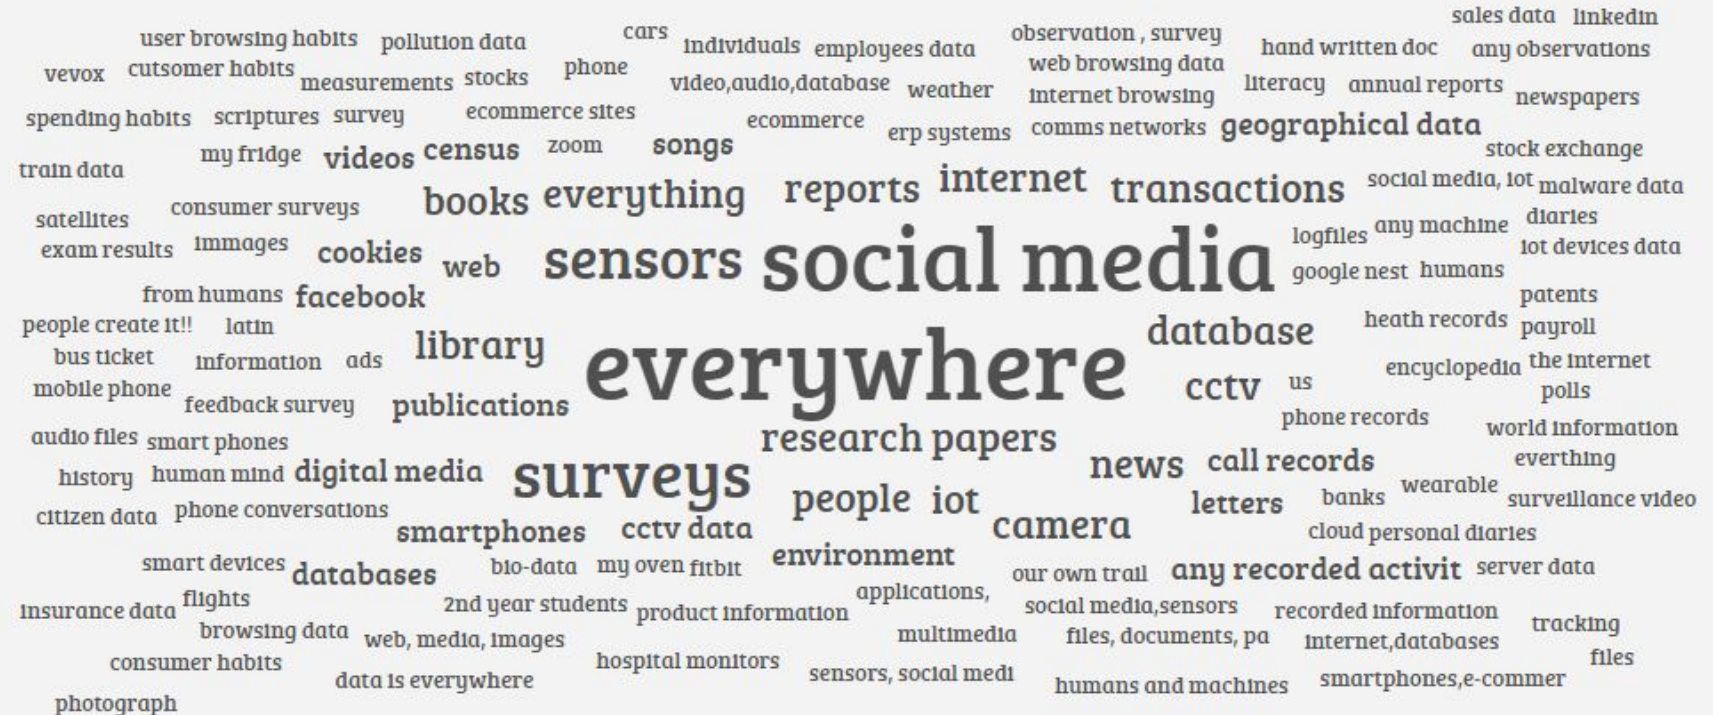 sales data linkedin
user browsing habits pollution data cars individuals employees data observation , survey hand written doc any observations
vevox cutsomer habits measurements stocks phone video,audio,database weather web browsing data literacy annual reports
spending habits scriptures survey ecommerce sites ecommerce erp systems internet browsing comms networks geographical data newspapers
train data my fridge videos census zoom songs stock exchange
books everything reports internet transactions social media, iot malware data
satellites consumer surveys logfiles any machine diaries
exam results immages cookies web sensors social media google nest humans iot devices data
from humans facebook patents
people create it!! latin library database heath records payroll
bus ticket information ads everywhere encyclopedia the internet
mobile phone feedback survey publications cctv us polls
phone records
audio files smart phones research papers world information
history human mind digital media surveys news call records everthing
citizen data phone conversations people iot letters banks wearable surveillance video
smartphones cctv data camera cloud personal diaries
smart devices databases bio-data my oven fitbit environment our own trail any recorded activit server data
insurance data flights 2nd year students product information applications, social media,sensors recorded information tracking
browsing data web, media, images multimedia files, documents, pa internet,databases
consumer habits hospital monitors files
data is everywhere sensors, social medi humans and machines smartphones,e-commer
photograph